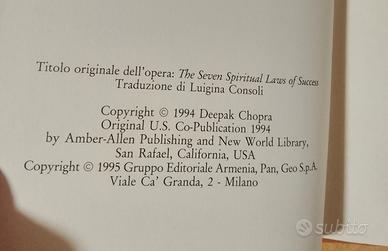 Titolo originale dell'opera: The Seven Spiritual Laws of Success
Traduzione di Luigina Consoli
Copyright © 1994 Deepak Chopra
Original U.S. Co-Publication 1994
by Amber-Allen Publishing and New World Library,
San Rafael, California, USA
Copyright © 1995 Gruppo Editoriale Armenia, Pan, Geo S.p.A.
Viale Ca' Granda, 2 - Milano
subito